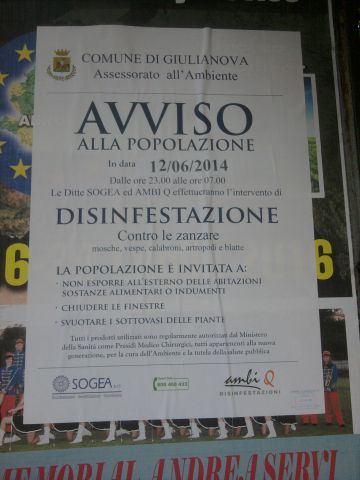 COMUNE DI GIULIANOVA
Assessorato all'Ambiente
AVVISO
ALLA POPOLAZIONE
In data 12/06/2014
Dalle ore 23.00 alle ore 07.00
Le Ditte SOGEA ed AMBI Q effettueranno l'intervento di
DISINFESTAZIONE
Contro le zanzare
mosche, vespe, calabroni, artropodi e blatte
LA POPOLAZIONE È INVITATA A:
· NON ESPORRE ALL'ESTERNO DELLE ABITAZIONI
SOSTANZE ALIMENTARI O INDUMENTI
· CHIUDERE LE FINESTRE
· SVUOTARE I SOTTOVASI DELLE PIANTE
Tutti i prodotti utilizzati sono regolarmente autorizzati dal Ministero
della Sanità come Presidi Medico Chirurgici, tutti appartenenti alla nuova
generazione, per la cura dell'Ambiente e la tutela della salute pubblica
SOGEA
ambi Q
DISINFESTAZIONI
6
6
MEMORIAL ANDREA SERVI